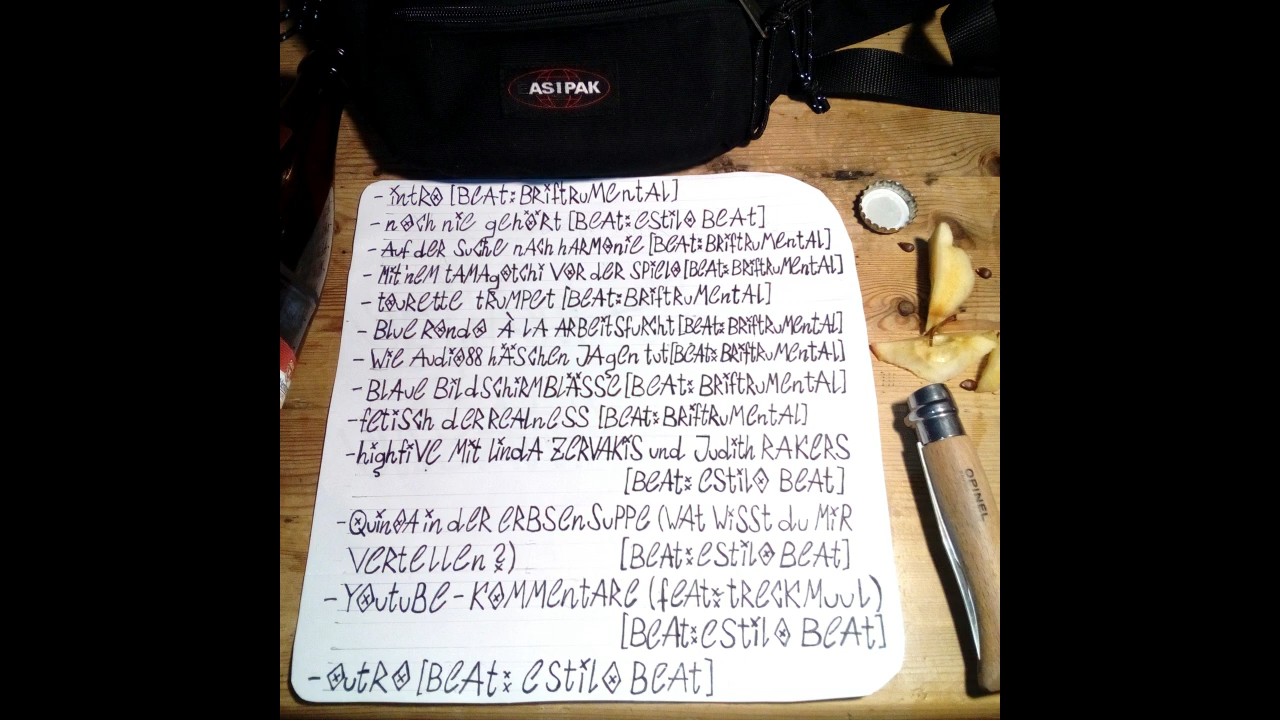 ASIPAK
- intRO [BEAt: BRiftRuMEntAl]
- noch nie gehört [BEAt: EStilO BEAt]
- Auf dER SuchE nACh hARMOniE [BEAt: BRiftRuMEntAl]
- Mit'nEM tAMAgOtchi VOR dER SPiElO [BEAt: BRiftRuMEntAl]
- tOuREttE tRuMPEt [BEAt: BRiftRuMEntAl]
- BluE ROndO À lA ARBEitSfuRCht [BEAt: BRiftRuMEntAl]
- WiE AudiO88 hÄSChEn JAgEn tut [BEAt: BRiftRuMEntAl]
- BlAuE BildSChiRMBläSSE [BEAt: BRiftRuMEntAl]
- fEtiSch dER REAlnESS [BEAt: BRiftRuMEntAl]
- highfiVE Mit lindA ZERVAKiS und Judith RAKERS
[BEAt: EStilO BEAt]
- QuinOA in dER ERBSEnSuPPE (WAt WiSSt du MiR
VERtEllEn?) [BEAt: EStilO BEAt]
- YOutuBE - KOMMEntARE (fEAt: tRECKMuul)
[BEAt: EStilO BEAt]
- OutRO [BEAt: EStilO BEAt]
OPINEL